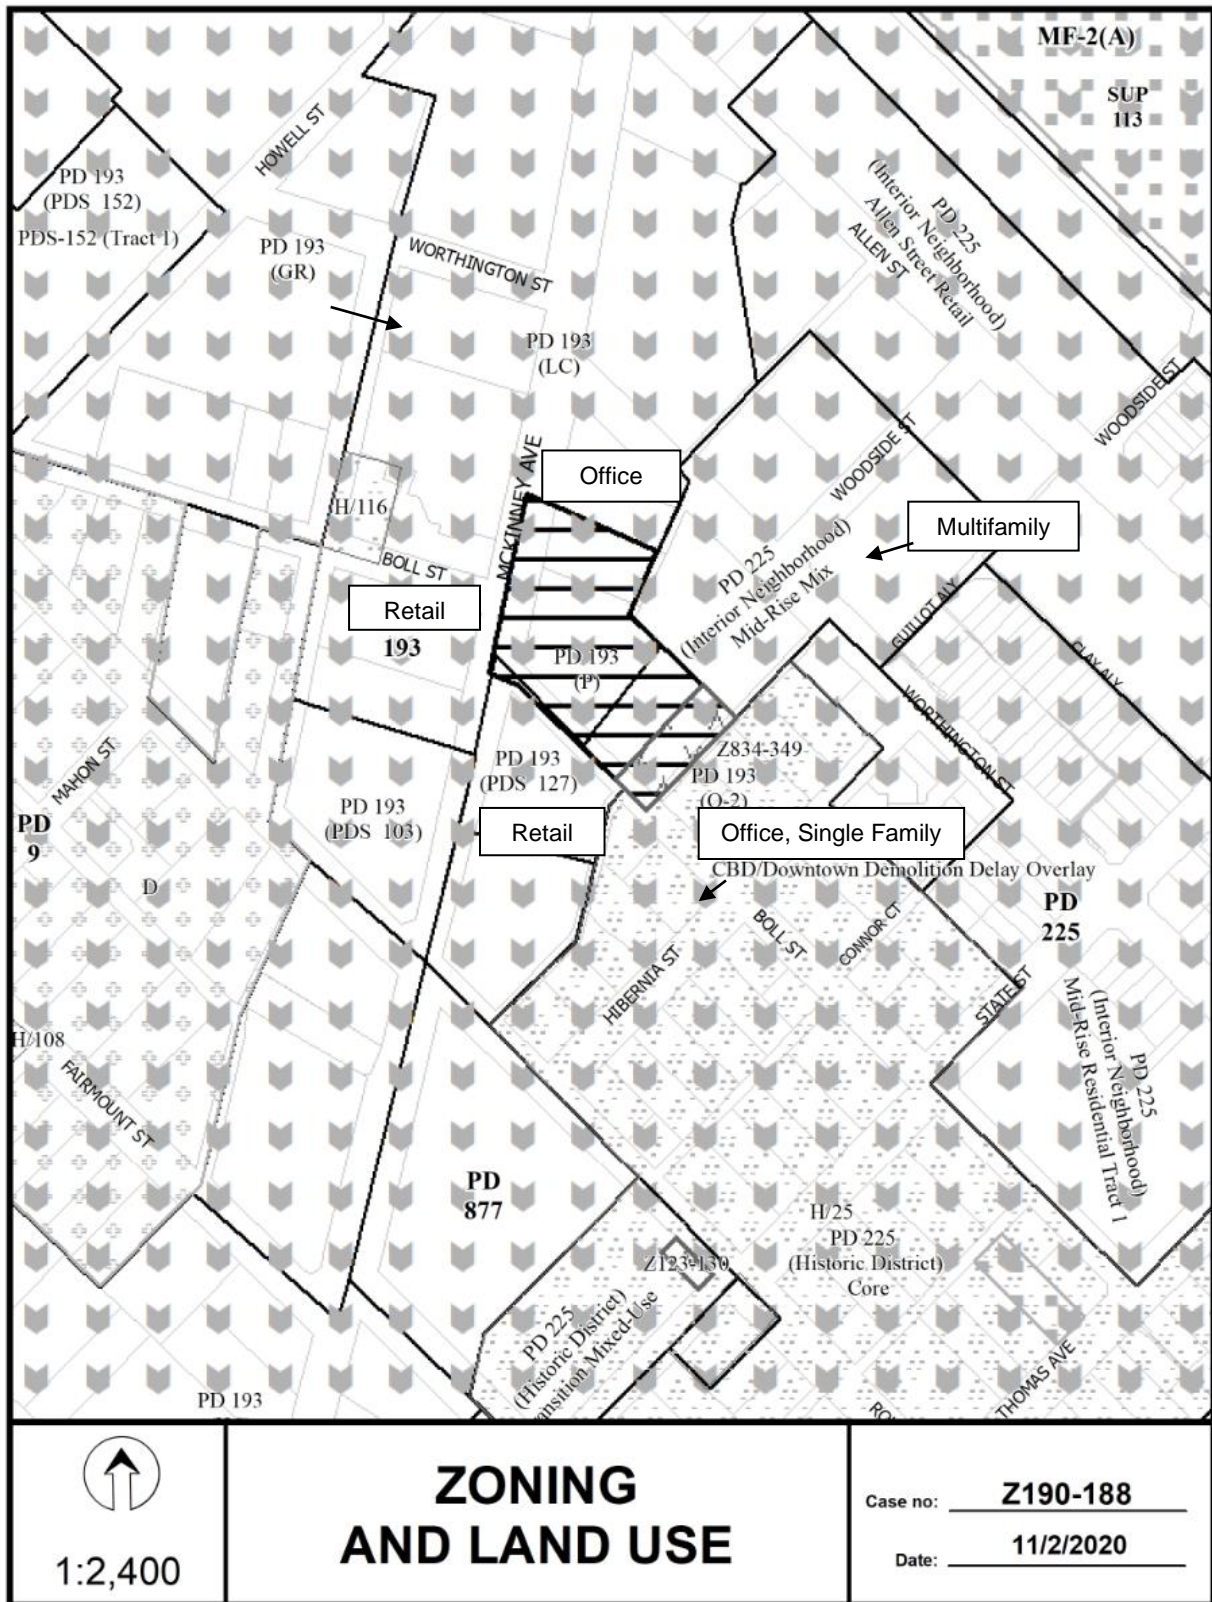 MF-2(A)
SUP
113
HOWELL ST
PD 193
(PDS 152)
PDS-152 (Tract 1)
PD 193
(GR)
WORTHINGTON ST
PD 225
(Interior Neighborhood)
Allen Street Retail
ALLEN ST
PD 193
(LC)
WOODSIDE ST
MCKINNEY AVE
Office
WOODSIDE ST
H/116
Multifamily
BOLL ST
PD 225
(Interior Neighborhood)
Mid-Rise Mix
Retail
193
GUILLOT ALY
CLAY ALY
PD 193
(P)
WORTHINGTON ST
MAHON ST
Z834-349
PD 193
(PDS 127)
PD 193
(O-2)
PD 193
(PDS 103)
PD
9
Retail
Office, Single Family
CBD/Downtown Demolition Delay Overlay
D
PD
225
BOLL ST
CONNOR CT
HIBERNIA ST
STATE ST
H/108
FAIRMOUNT ST
PD 225
(Interior Neighborhood)
Mid-Rise Residential Tract 1
PD
877
H/25
PD 225
(Historic District)
Core
Z123-130
PD 225
(Historic District)
ansition Mixed-Use
THOMAS AVE
PD 193
RO
1:2,400
ZONING
AND LAND USE
Case no: Z190-188
Date: 11/2/2020